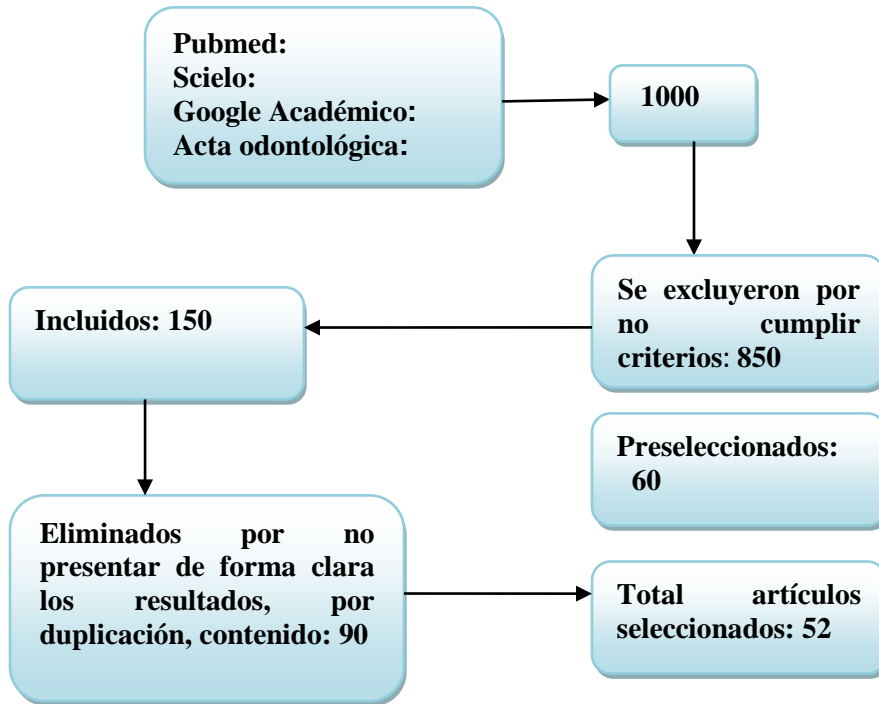 Pubmed:
Scielo:
Google Académico:
Acta odontológica:
1000
Se excluyeron por
no cumplir
criterios: 850
Incluidos: 150
Preseleccionados:
60
Eliminados por no
presentar de forma clara
los resultados, por
duplicación, contenido: 90
Total artículos
seleccionados: 52